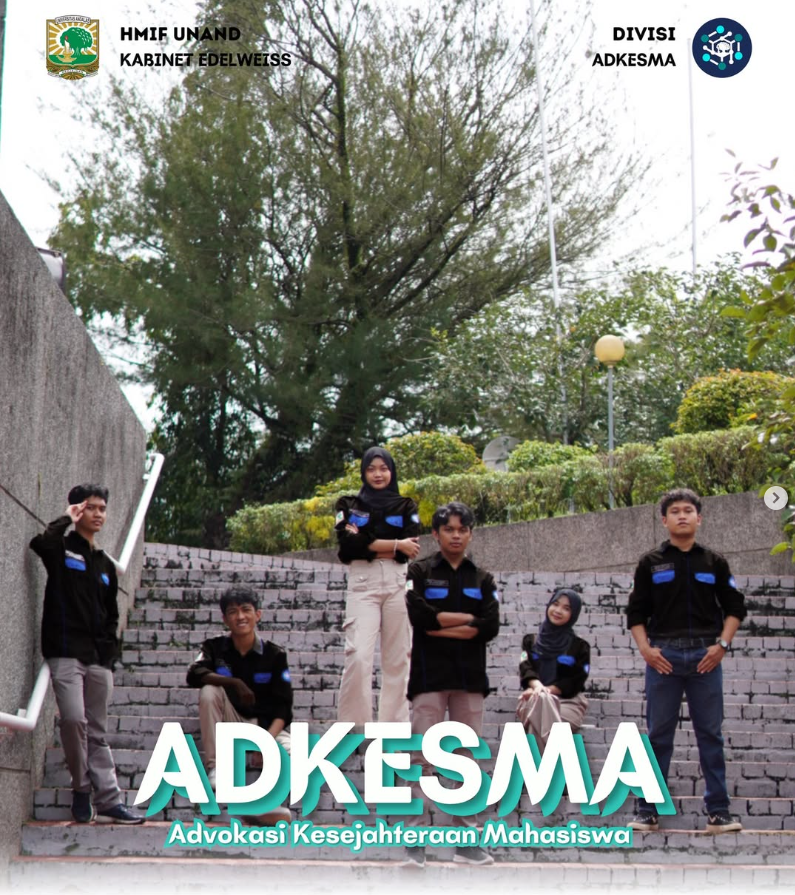 HMIF UNAND
KABINET EDELWEISS
DIVISI
ADKESMA
ADKESMA
Advokasi Kesejahteraan Mahasiswa